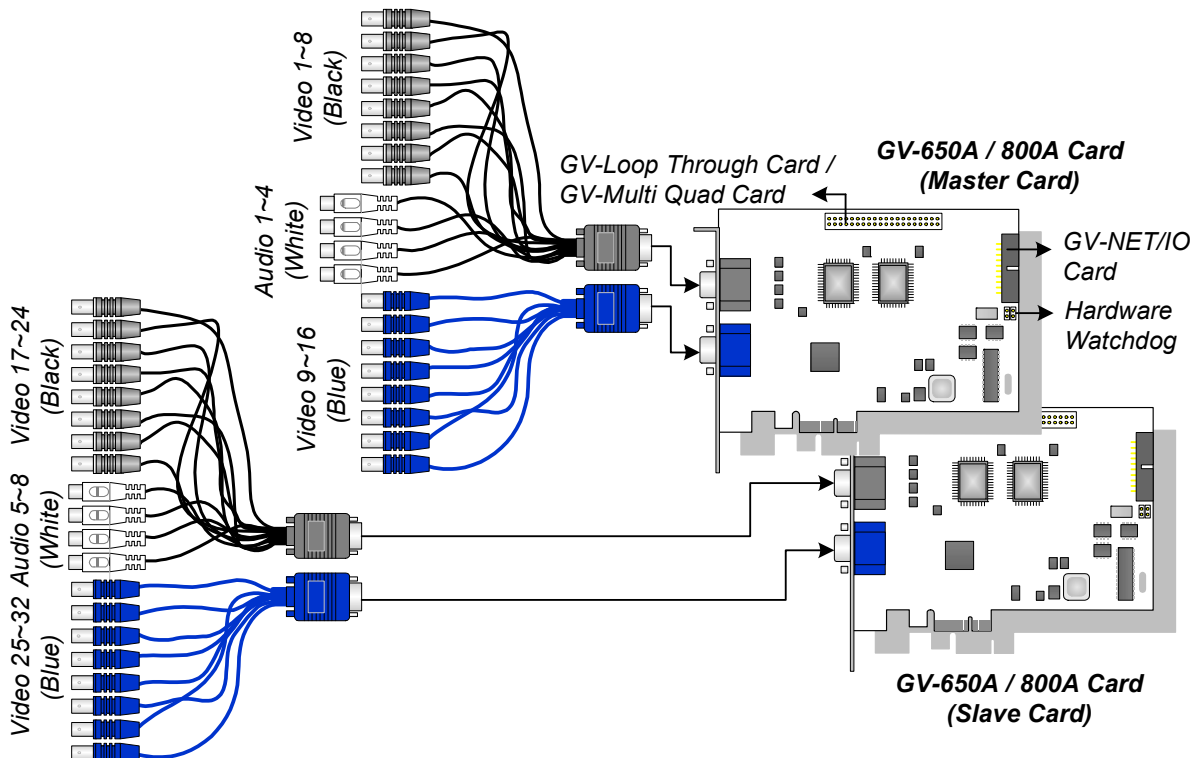 Video 1~8
(Black)
Audio 1~4
(White)
Video 9~16
(Blue)
GV-Loop Through Card /
GV-Multi Quad Card
GV-650A / 800A Card
(Master Card)
GV-NET/IO
Card
Hardware
Watchdog
Video 17~24
(Black)
Audio 5~8
(White)
Video 25~32
(Blue)
GV-650A / 800A Card
(Slave Card)